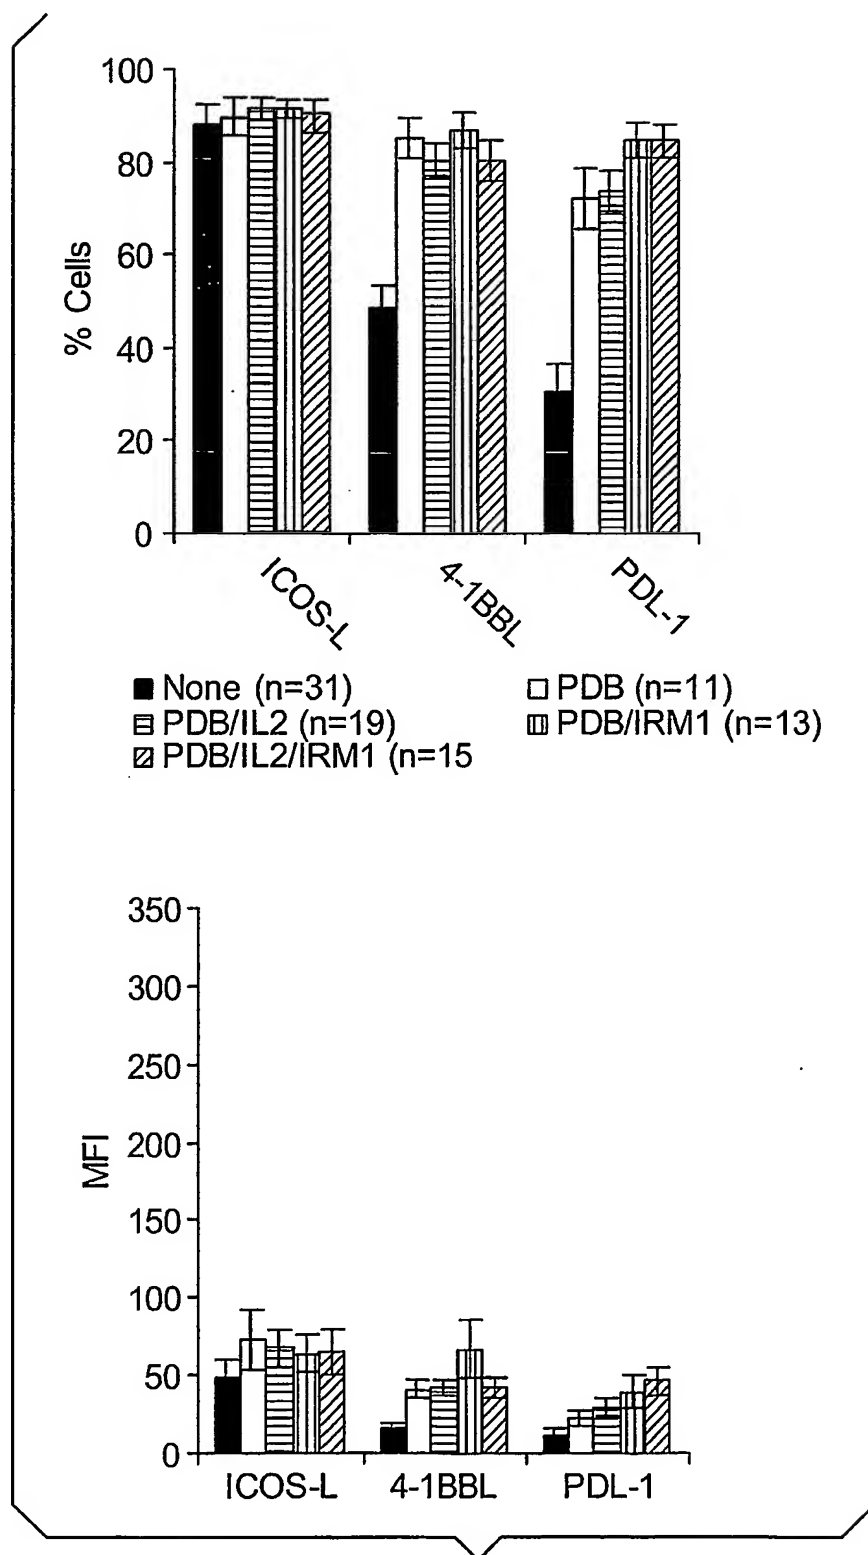 100
80
60
40
20
0
% Cells
ICOS-L
4-1BBL
PDL-1
None (n=31)
PDB (n=11)
PDB/IL2 (n=19)
PDB/IRM1 (n=13)
PDB/IL2/IRM1 (n=15
350
300
250
200
150
100
50
0
MFI
ICOS-L
4-1BBL
PDL-1